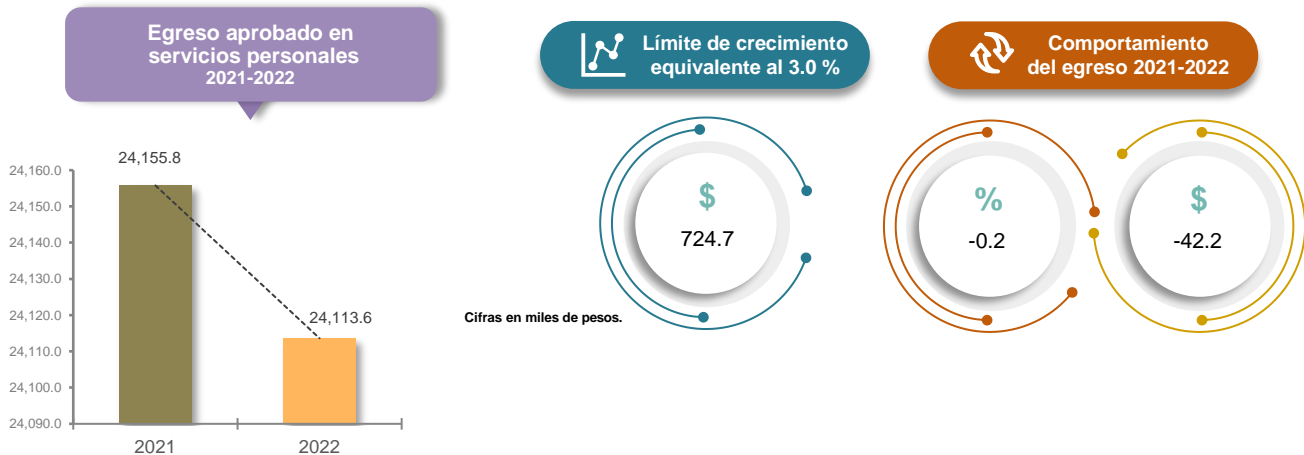 Egreso aprobado en
servicios personales
2021-2022
Límite de crecimiento
equivalente al 3.0 %
Comportamiento
del egreso 2021-2022
24,155.8
24,160.0
24,150.0
24,140.0
24,130.0
24,120.0
24,110.0
24,100.0
24,090.0
24,113.6
2021
2022
$
724.7
%
-0.2
$
-42.2
Cifras en miles de pesos.